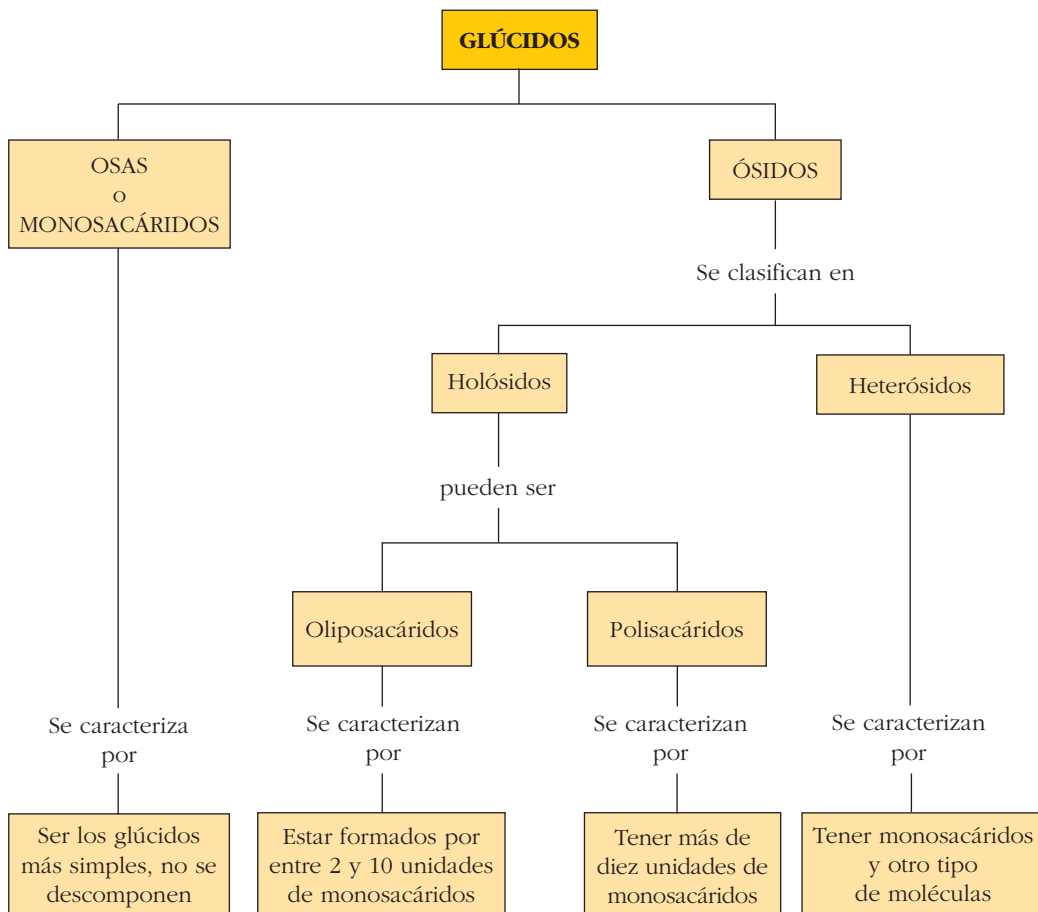 GLÚCIDOS
OSAS
o
MONOSACÁRIDOS
ÓSIDOS
Se clasifican en
Holósidos
Heterósidos
pueden ser
Oliposacáridos
Polisacáridos
Se caracteriza
por
Se caracterizan
por
Se caracterizan
por
Se caracterizan
por
Ser los glúcidos
más simples, no se
descomponen
Estar formados por
entre 2 y 10 unidades
de monosacáridos
Tener más de
diez unidades de
monosacáridos
Tener monosacáridos
y otro tipo
de moléculas